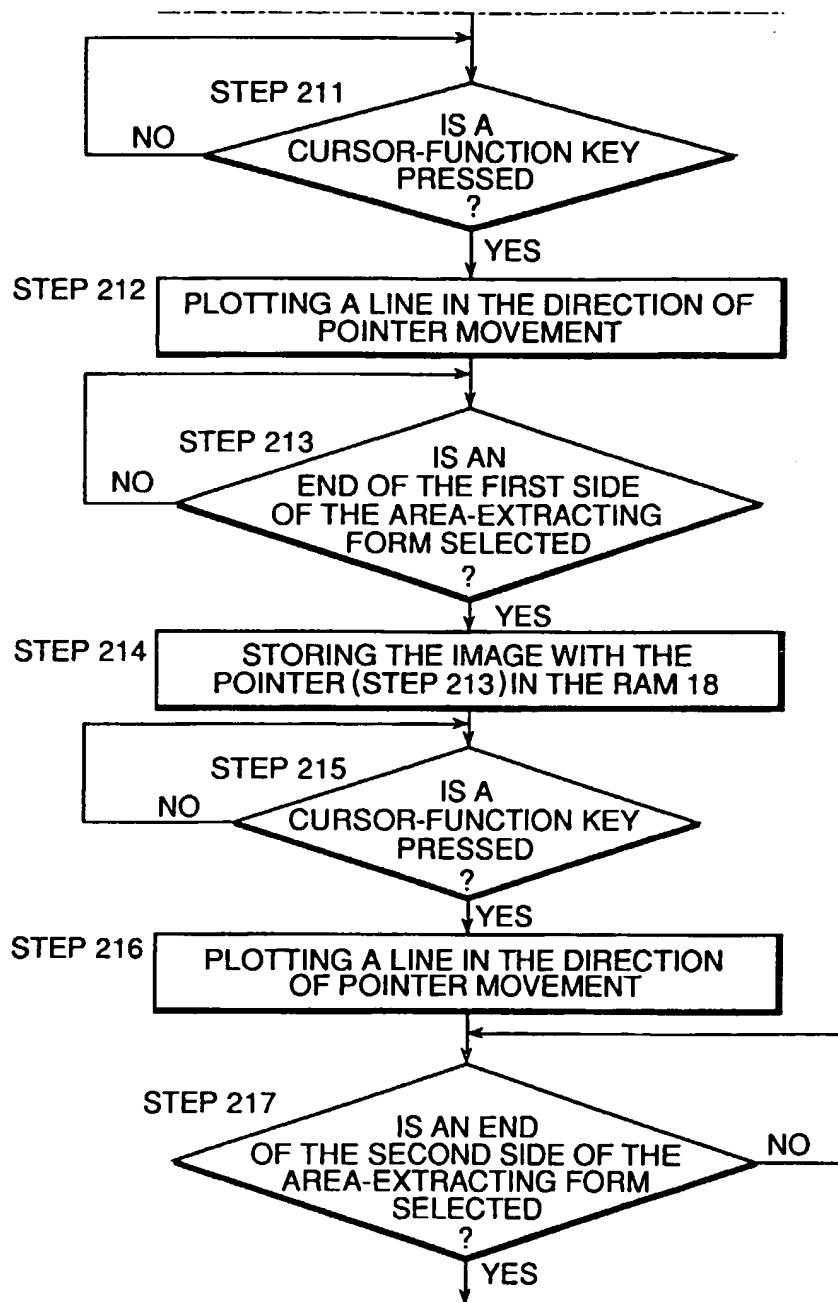 STEP 211
IS A
CURSOR-FUNCTION KEY
PRESSED
?
NO
YES
STEP 212
PLOTTING A LINE IN THE DIRECTION OF
POINTER MOVEMENT
STEP 213
IS AN
END OF THE FIRST SIDE
OF THE AREA-EXTRACTING
FORM SELECTED
?
NO
YES
STEP 214
STORING THE IMAGE WITH THE
POINTER (STEP 213) IN THE RAM 18
STEP 215
IS A
CURSOR-FUNCTION KEY
PRESSED
?
NO
YES
STEP 216
PLOTTING A LINE IN THE DIRECTION
OF POINTER MOVEMENT
STEP 217
IS AN END
OF THE SECOND SIDE OF THE
AREA-EXTRACTING FORM
SELECTED
?
NO
YES